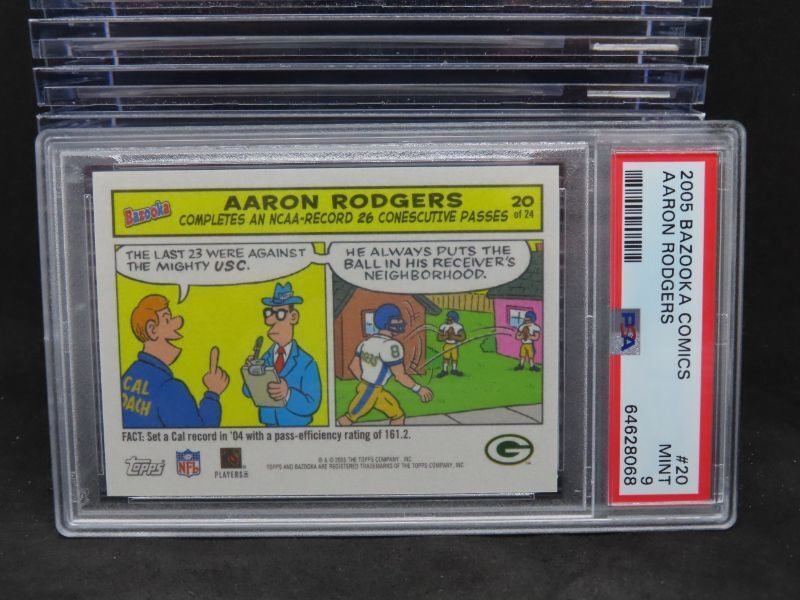 Bazooka
AARON RODGERS
COMPLETES AN NCAA-RECORD 26 CONESCUTIVE PASSES
20
of 24
THE LAST 23 WERE AGAINST
THE MIGHTY USC.
HE ALWAYS PUTS THE
BALL IN HIS RECEIVER'S
NEIGHBORHOOD.
CAL
OACH
8
FACT: Set a Cal record in '04 with a pass-efficiency rating of 161.2.
topps
NFL
PLAYERS INC
® & © 2005 THE TOPPS COMPANY, INC.
TOPPS AND BAZOOKA ARE REGISTERED TRADEMARKS OF THE TOPPS COMPANY, INC.
G
2005 BAZOOKA COMICS #20
AARON RODGERS MINT
9
PSA
64628068